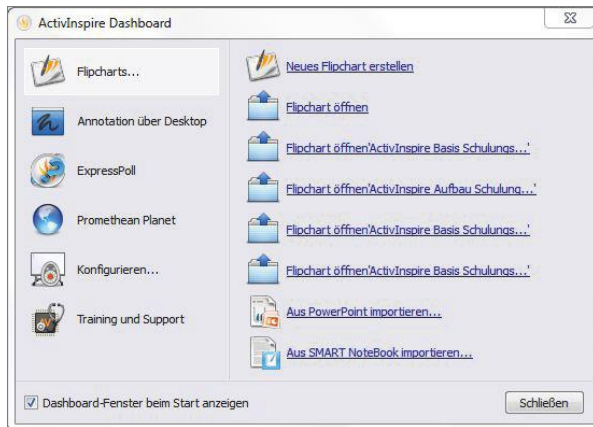 ActivInspire Dashboard
Flipcharts...
Annotation über Desktop
ExpressPoll
Promethean Planet
Konfigurieren...
Training und Support
Neues Flipchart erstellen
Flipchart öffnen
Flipchart öffnen'ActivInspire Basis Schulungs...'
Flipchart öffnen'ActivInspire Aufbau Schulung...'
Flipchart öffnen'ActivInspire Basis Schulungs...'
Flipchart öffnen'ActivInspire Basis Schulungs...'
Aus PowerPoint importieren...
Aus SMART NoteBook importieren...
Dashboard-Fenster beim Start anzeigen
Schließen